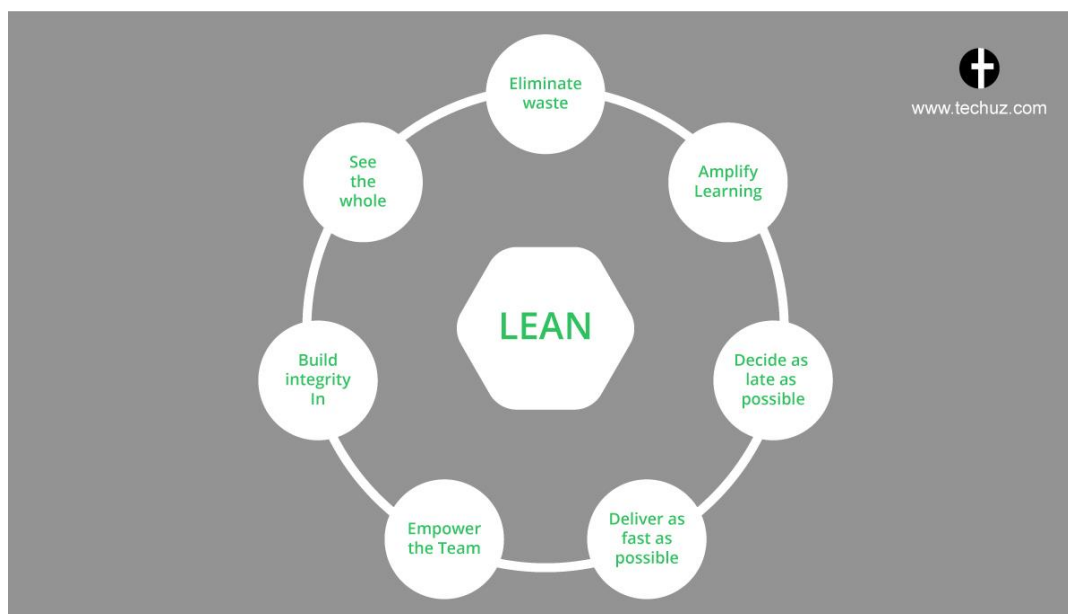 Eliminate
waste
www.techuz.com
Amplify
Learning
Decide as
late as
possible
Deliver as
fast as
possible
Empower
the Team
Build
integrity
In
See
the
whole
LEAN